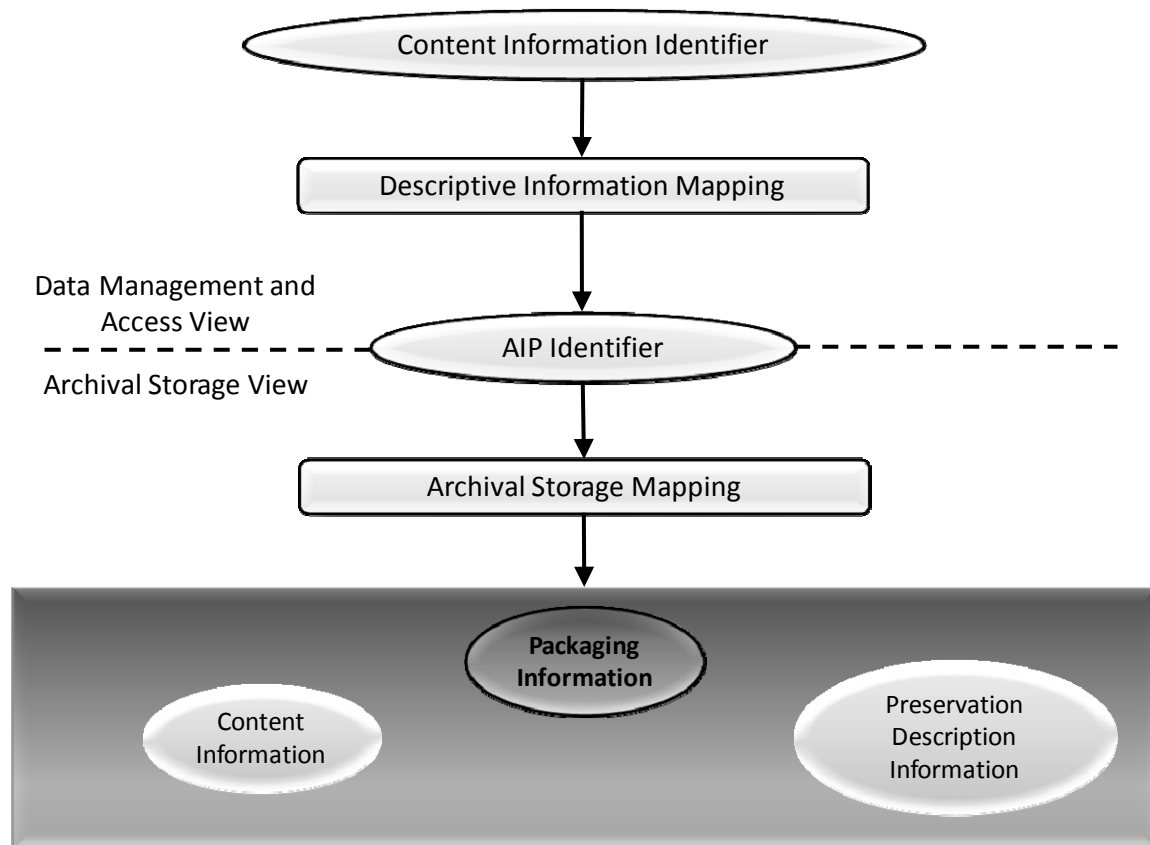 Content Information Identifier
Descriptive Information Mapping
Data Management and
Access View
AIP Identifier
Archival Storage View
Archival Storage Mapping
Packaging
Information
Content
Information
Preservation
Description
Information